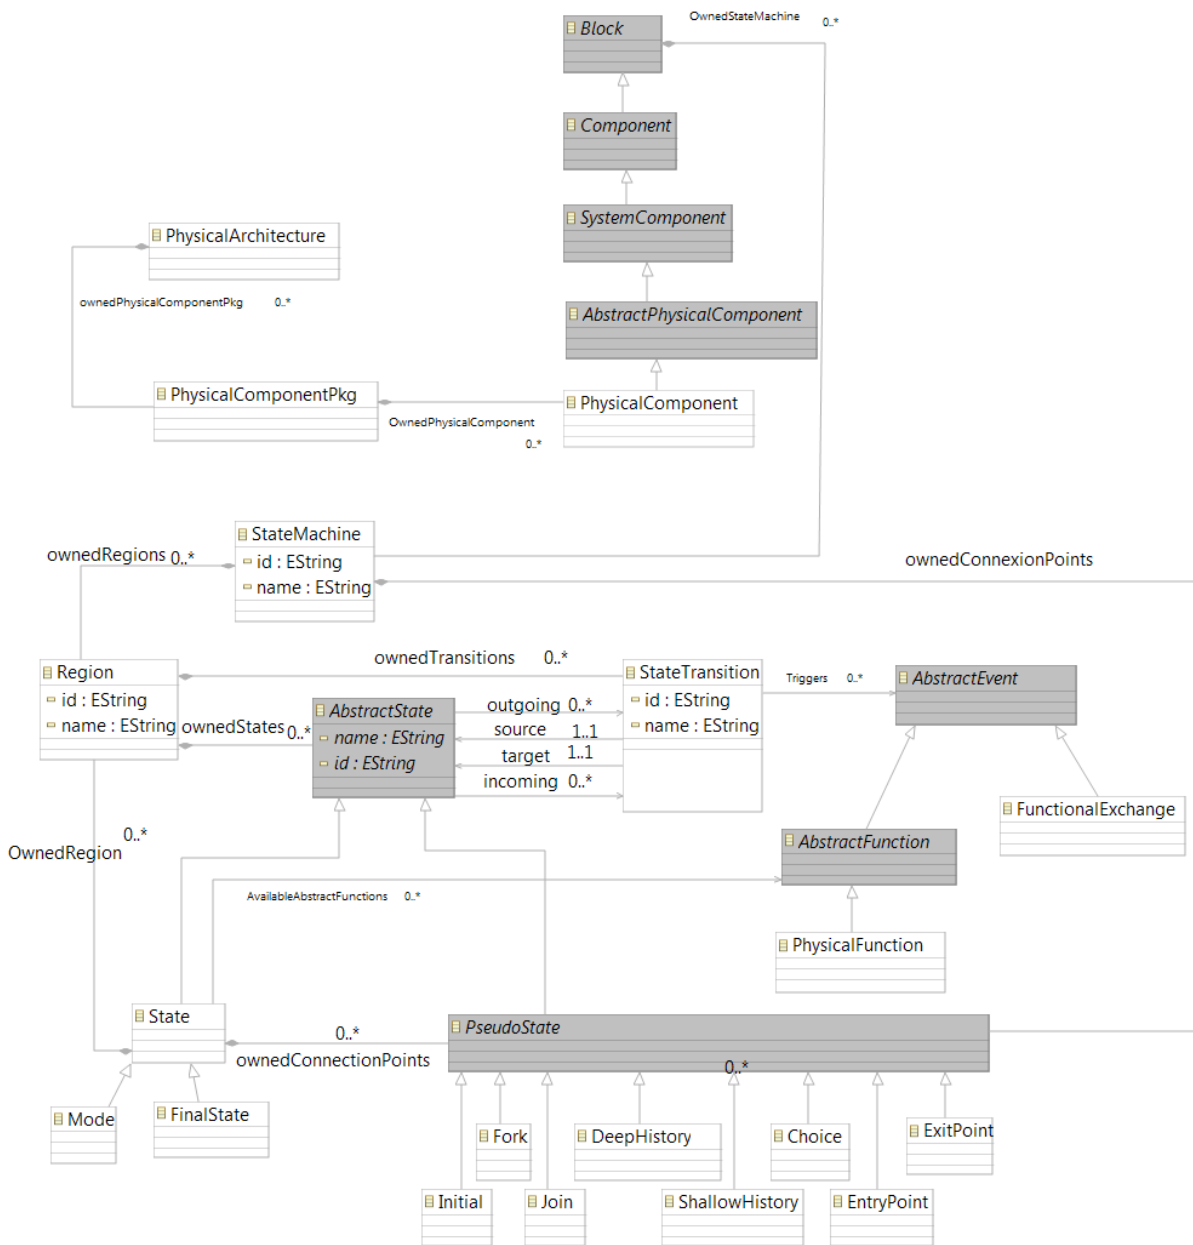 OwnedStateMachine 0..*
Block
Component
SystemComponent
PhysicalArchitecture
ownedPhysicalComponentPkg 0..*
AbstractPhysicalComponent
PhysicalComponentPkg
PhysicalComponent
OwnedPhysicalComponent
0..*
StateMachine
id : EString
name : EString
ownedRegions 0..*
ownedConnexionPoints
Region
id : EString
name : EString
ownedTransitions 0..*
StateTransition
id : EString
name : EString
Triggers 0..*
AbstractEvent
ownedStates 0..*
AbstractState
name : EString
id : EString
outgoing 0..*
source 1..1
target 1..1
incoming 0..*
FunctionalExchange
AbstractFunction
0..*
OwnedRegion
AvailableAbstractFunctions 0..*
PhysicalFunction
State
0..*
ownedConnectionPoints
PseudoState
0..*
Mode
FinalState
Fork
DeepHistory
Choice
ExitPoint
Initial
Join
ShallowHistory
EntryPoint